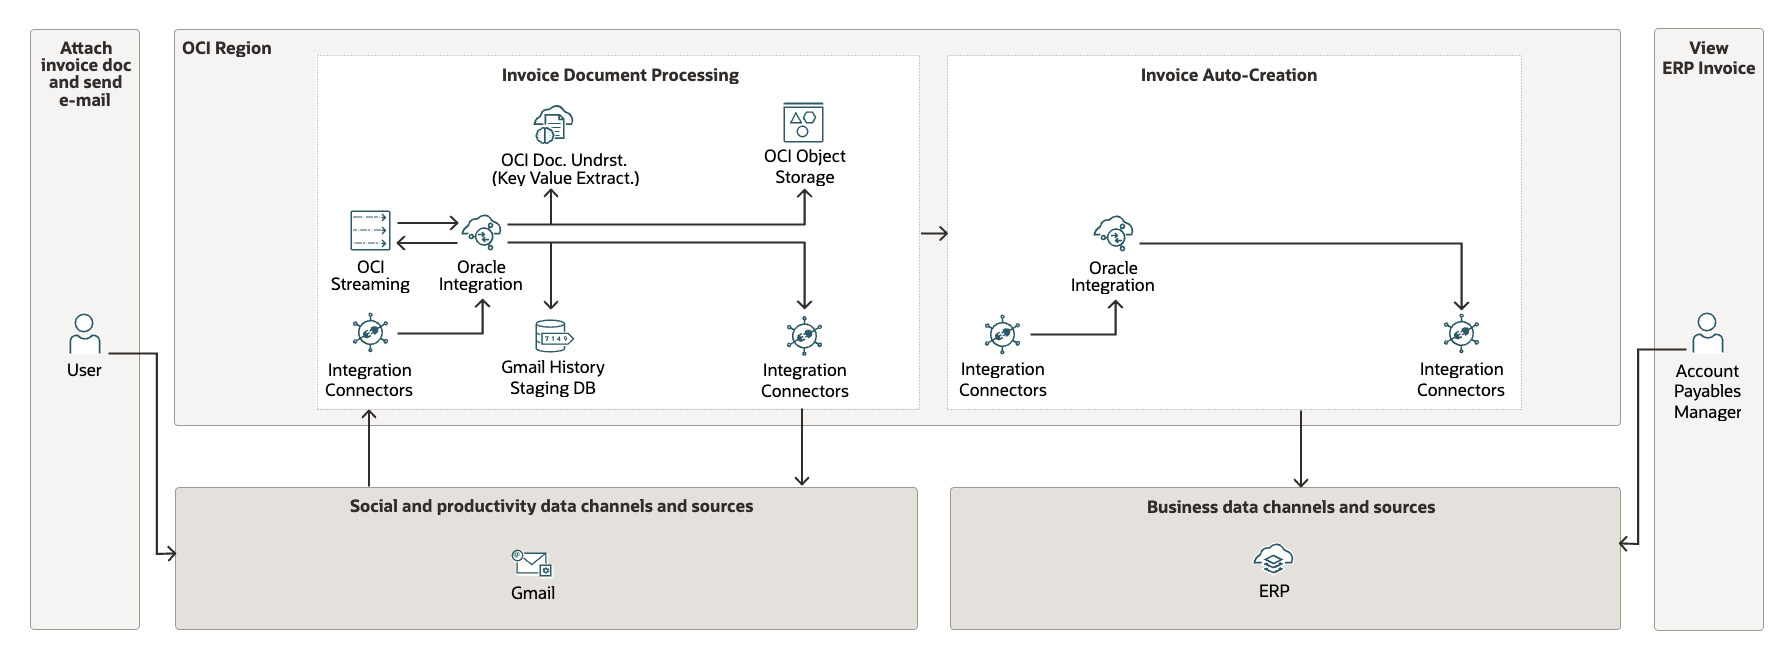 Attach
invoice doc
and send
e-mail
User
OCI Region
Invoice Document Processing
OCI Doc. Undrst.
(Key Value Extract.)
OCI Object
Storage
OCI
Streaming
Oracle
Integration
Integration
Connectors
Gmail History
Staging DB
Integration
Connectors
Invoice Auto-Creation
Oracle
Integration
Integration
Connectors
Integration
Connectors
Social and productivity data channels and sources
Gmail
Business data channels and sources
ERP
View
ERP Invoice
Account
Payables
Manager
7149